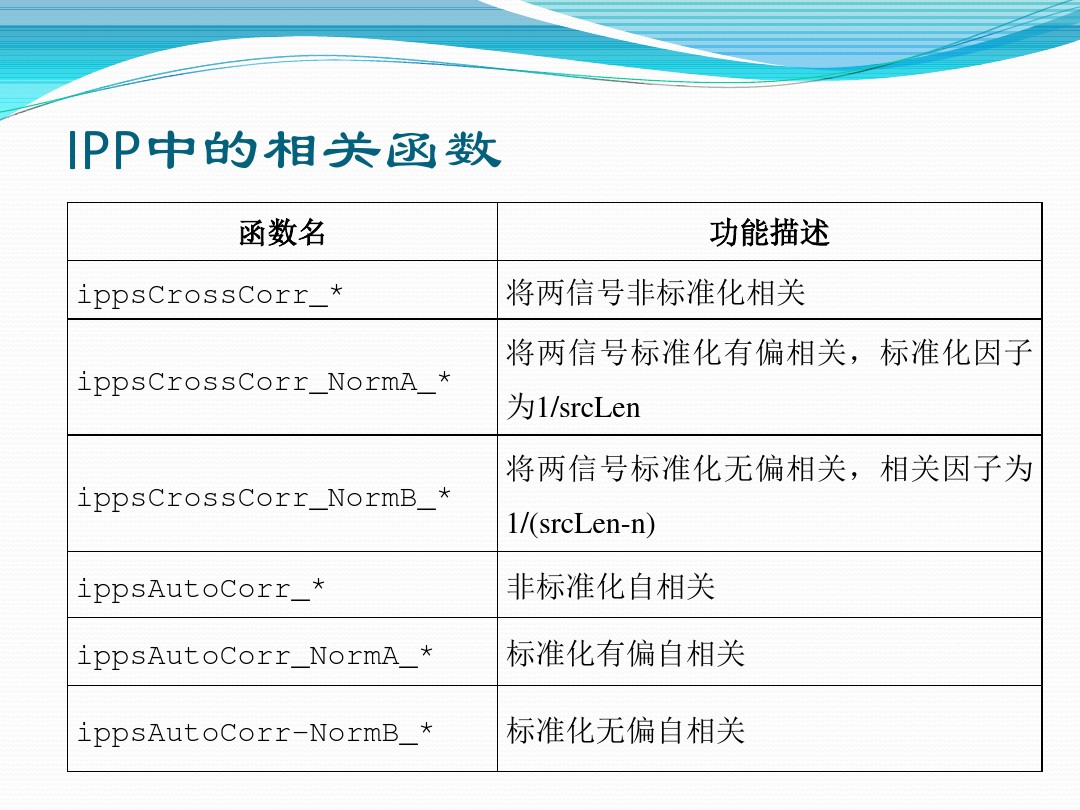 IPP中的相关函数
函数名 功能描述
ippsCrossCorr_* 将两信号非标准化相关
ippsCrossCorr_NormA_* 将两信号标准化有偏相关，标准化因子
为1/srcLen
ippsCrossCorr_NormB_* 将两信号标准化无偏相关，相关因子为
1/(srcLen-n)
ippsAutoCorr_* 非标准化自相关
ippsAutoCorr_NormA_* 标准化有偏自相关
ippsAutoCorr-NormB_* 标准化无偏自相关